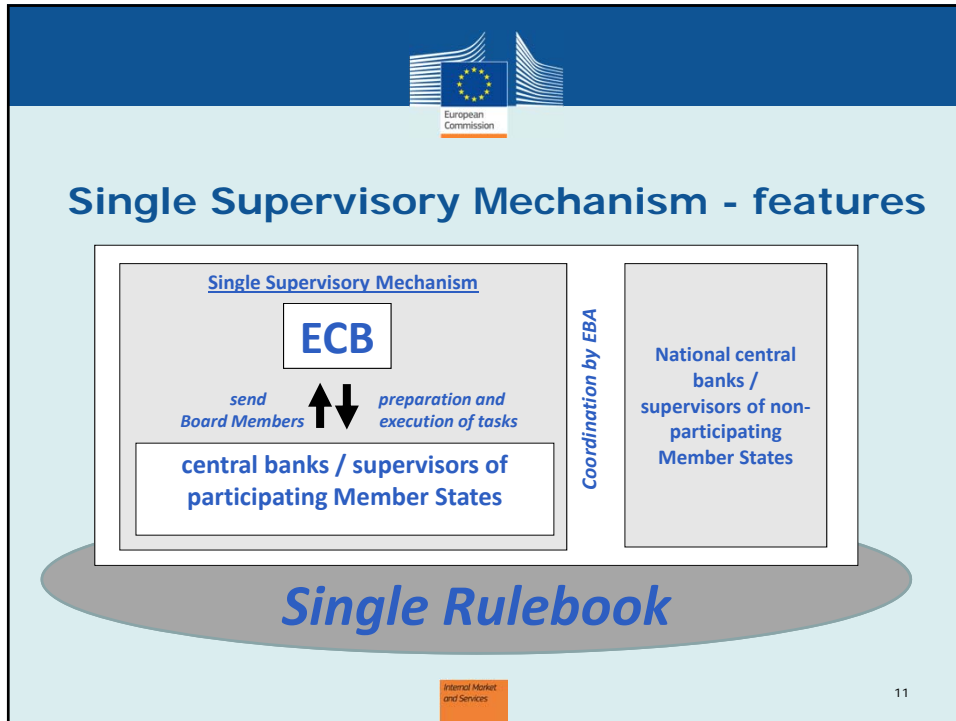 European
Commission
Single Supervisory Mechanism - features
Single Supervisory Mechanism
ECB
send
Board Members
preparation and
execution of tasks
central banks / supervisors of
participating Member States
Coordination by EBA
National central
banks /
supervisors of non-
participating
Member States
Single Rulebook
Internal Market
and Services
11